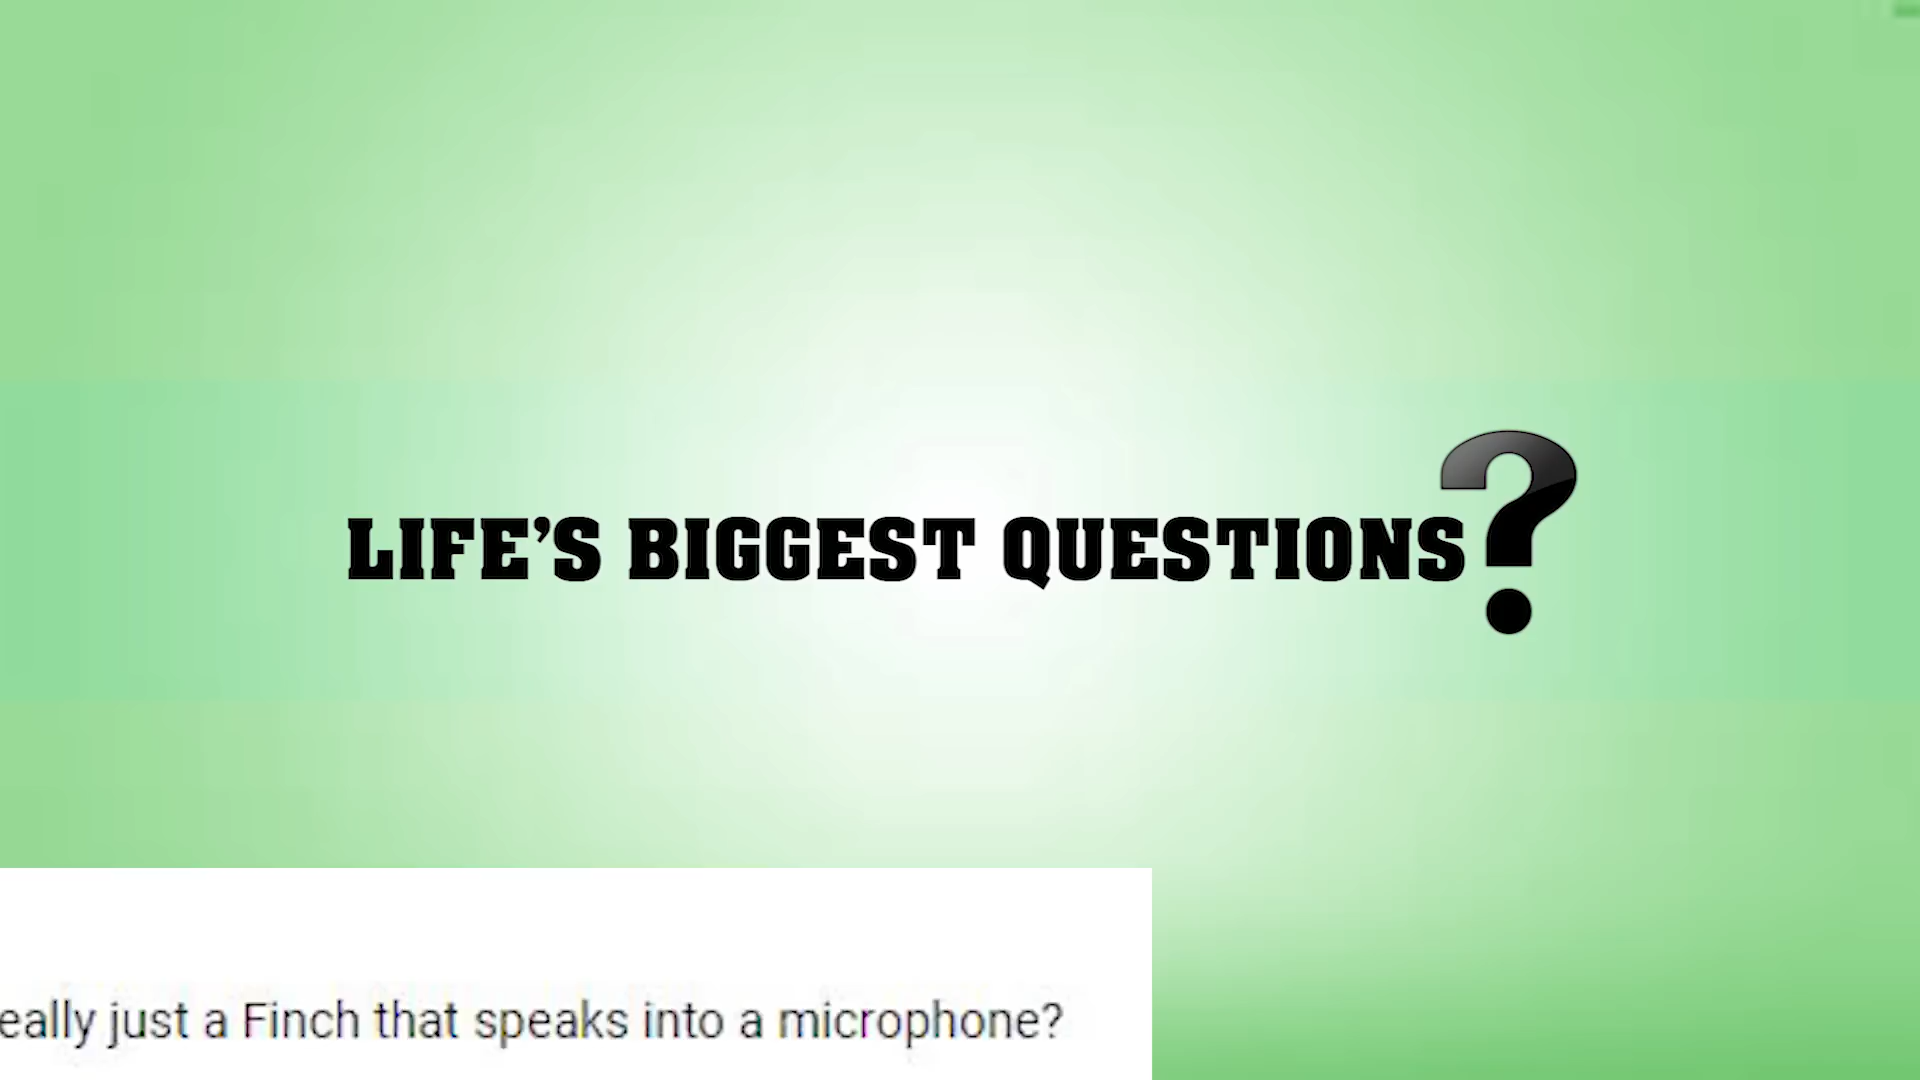 LIFE'S BIGGEST QUESTIONS?
eally just a Finch that speaks into a microphone?